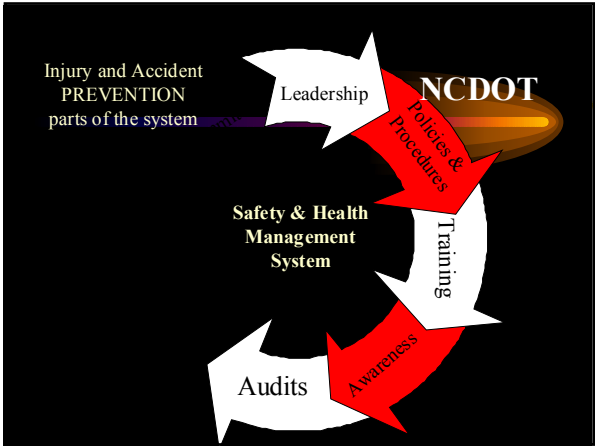 Injury and Accident
PREVENTION
parts of the system
Leadership
NCDOT
Policies &
Procedures
Safety & Health
Management
System
Training
Awareness
Audits